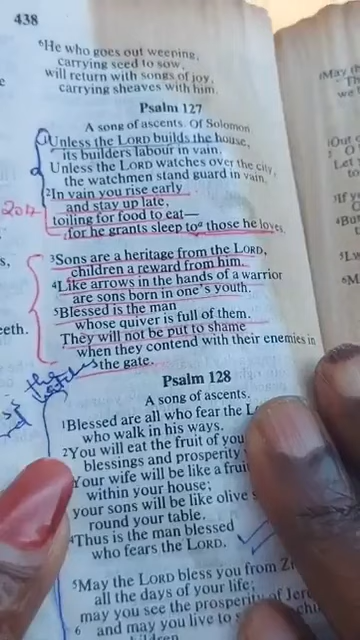 438
⁶He who goes out weeping,
carrying seed to sow,
will return with songs of joy,
carrying sheaves with him.
Psalm 127
A song of ascents. Of Solomon
Unless the LORD builds the house,
its builders labour in vain.
Unless the LORD watches over the city,
the watchmen stand guard in vain.
²In vain you rise early
and stay up late,
toiling for food to eat—
for he grants sleep toᵃ those he loves.
³Sons are a heritage from the LORD,
children a reward from him.
⁴Like arrows in the hands of a warrior
are sons born in one's youth.
⁵Blessed is the man
whose quiver is full of them.
They will not be put to shame
when they contend with their enemies in
the gate.
Psalm 128
A song of ascents.
¹Blessed are all who fear the
who walk in his ways.
²You will eat the fruit of
blessings and prosperity
Your wife will be like a
within your house;
your sons will be like olive
round your table.
⁴Thus is the man blessed
who fears the LORD.
⁵May the LORD bless you from
all the days of your life;
may you see the prosperity of
6 and may you live to
eeth.
¹May
we
¹Out
O
Let
to
³If y
⁴But